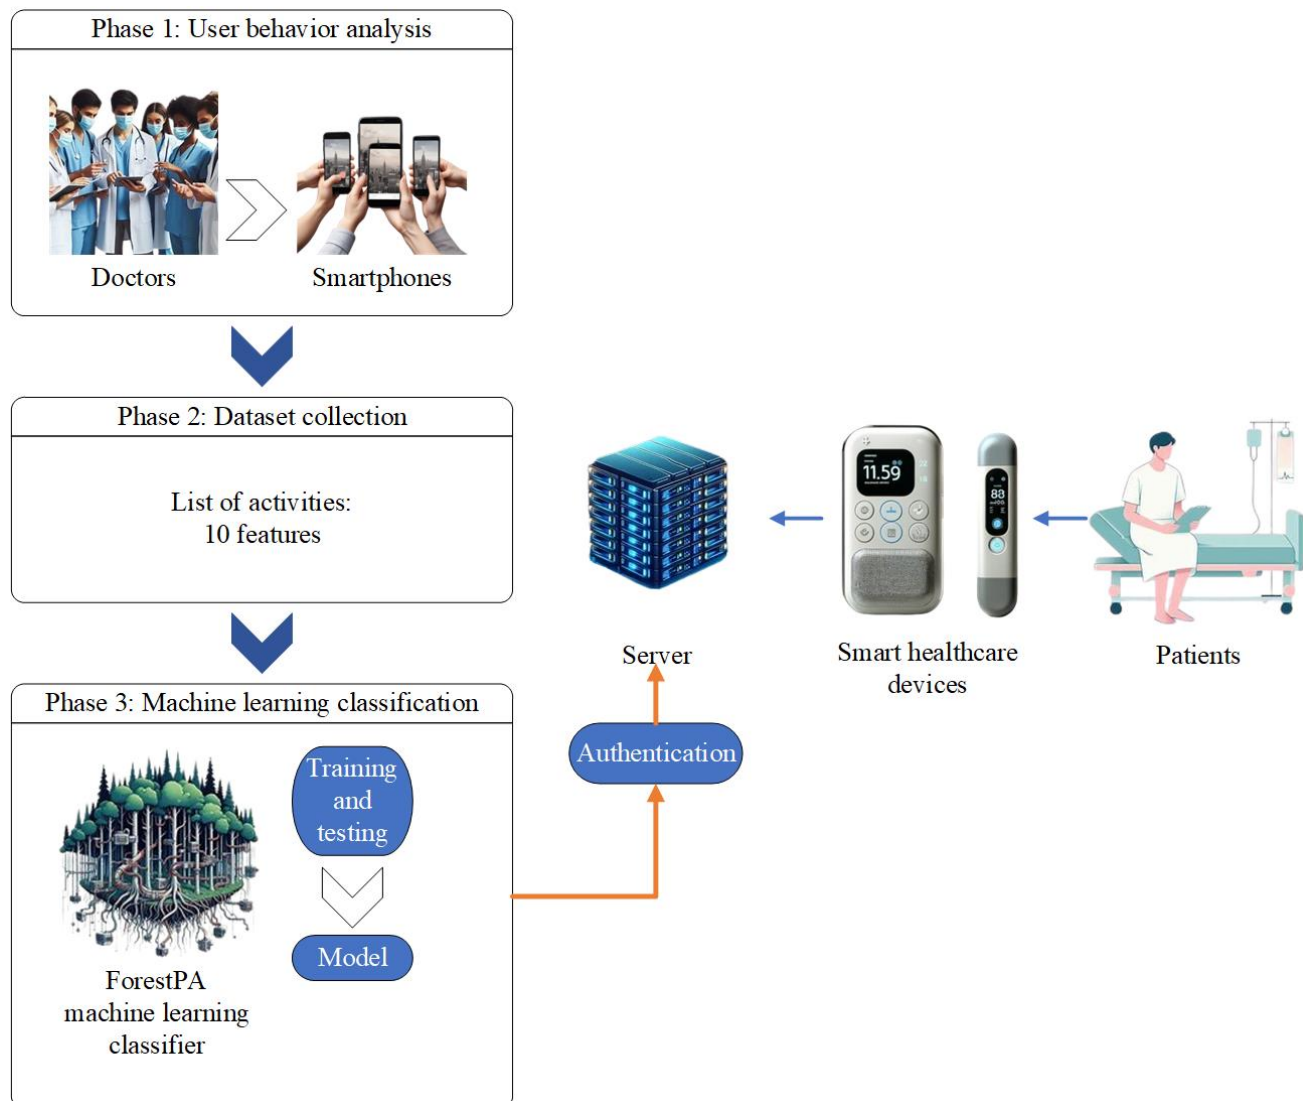 Phase 1: User behavior analysis
Doctors
Smartphones
Phase 2: Dataset collection
List of activities:
10 features
11.59
88
Server
Smart healthcare
devices
Patients
Phase 3: Machine learning classification
Training
and
testing
Model
ForestPA
machine learning
classifier
Authentication